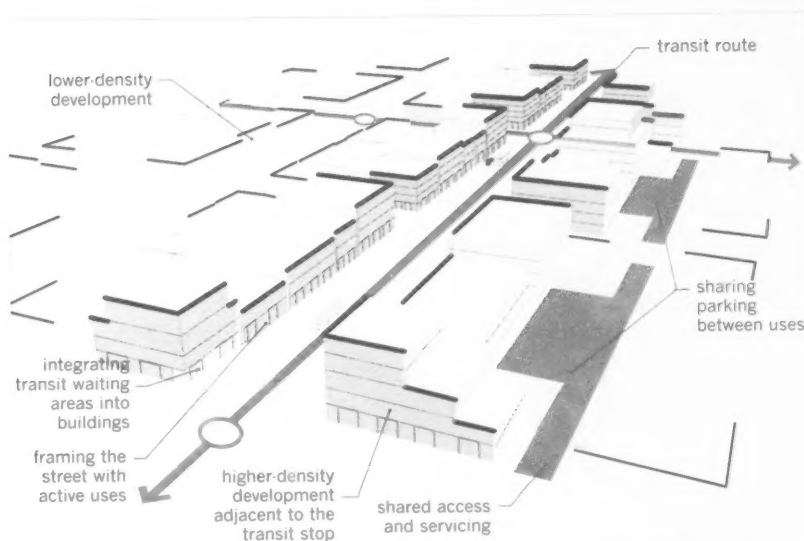 transit route
lower-density
development
sharing
parking
between uses
integrating
transit waiting
areas into
buildings
framing the
street with
active uses
higher-density
development
adjacent to the
transit stop
shared access
and servicing